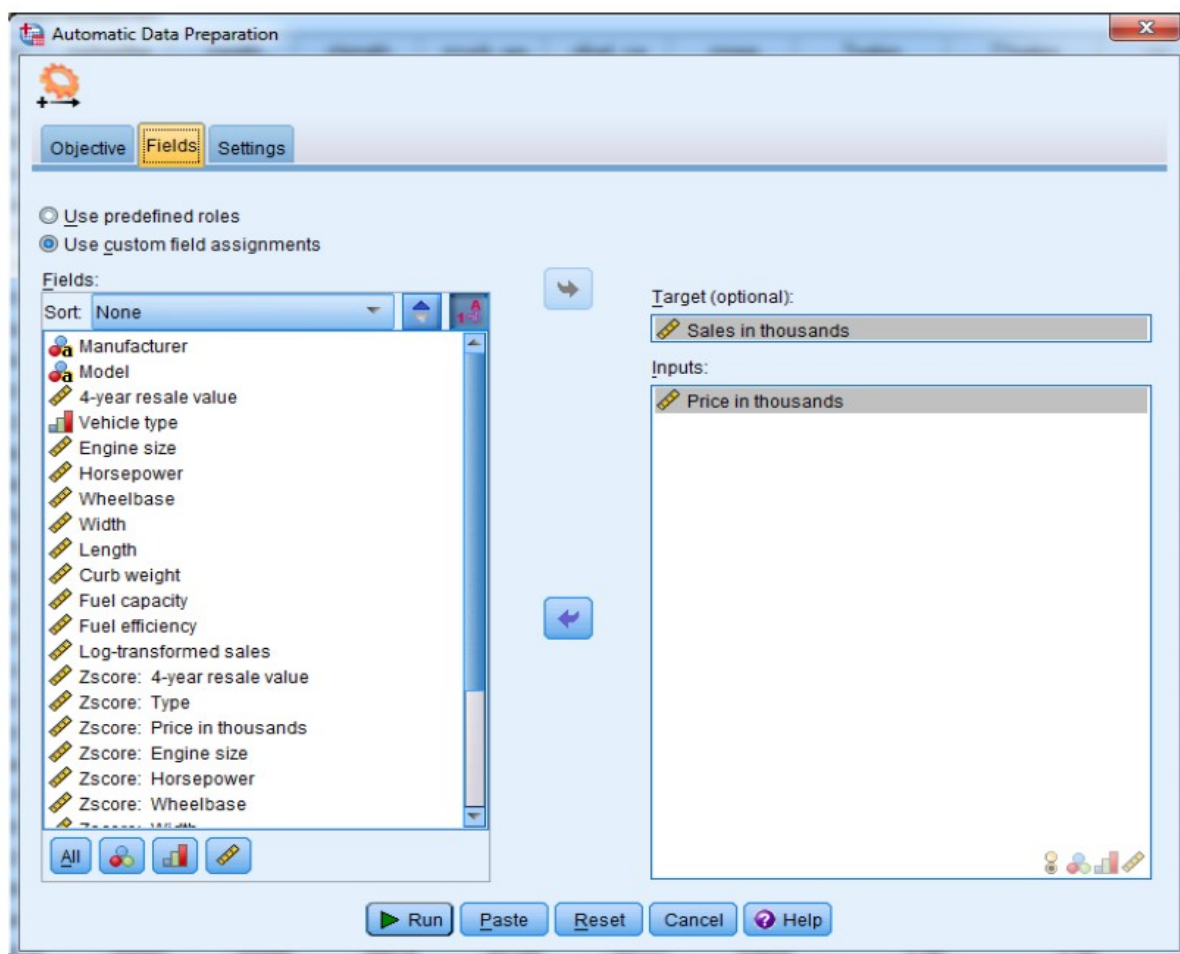 Automatic Data Preparation
Objective Fields Settings
Use predefined roles
Use custom field assignments
Fields:
Sort: None
Manufacturer
Model
4-year resale value
Vehicle type
Engine size
Horsepower
Wheelbase
Width
Length
Curb weight
Fuel capacity
Fuel efficiency
Log-transformed sales
Zscore: 4-year resale value
Zscore: Type
Zscore: Price in thousands
Zscore: Engine size
Zscore: Horsepower
Zscore: Wheelbase
Zscore: Width
All
Target (optional):
Sales in thousands
Inputs:
Price in thousands
Run Paste Reset Cancel Help